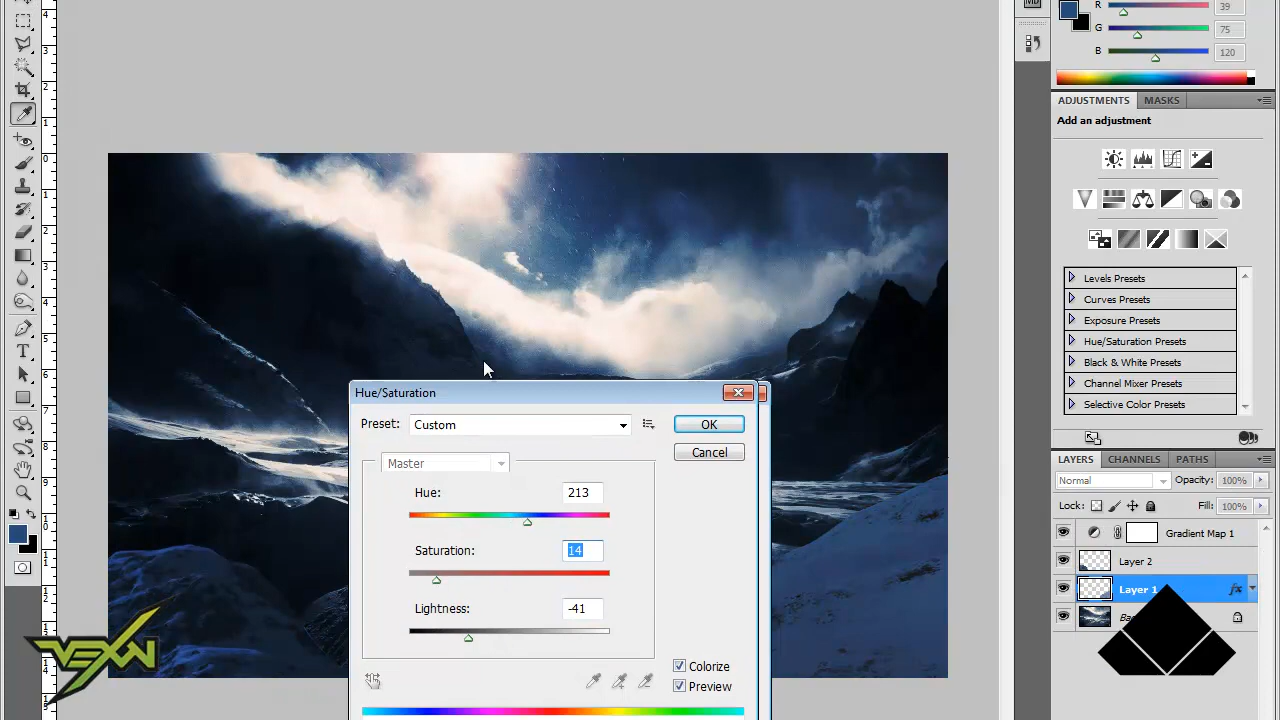 R 39
G 75
B 120
ADJUSTMENTS MASKS
Add an adjustment
Levels Presets
Curves Presets
Exposure Presets
Hue/Saturation Presets
Black & White Presets
Channel Mixer Presets
Selective Color Presets
LAYERS CHANNELS PATHS
Normal Opacity: 100%
Lock: Fill: 100%
Gradient Map 1
Layer 2
Layer 1 fx
Hue/Saturation
Preset: Custom OK
Cancel
Master
Hue: 213
Saturation: 14
Lightness: -41
Colorize
Preview
VEXXN